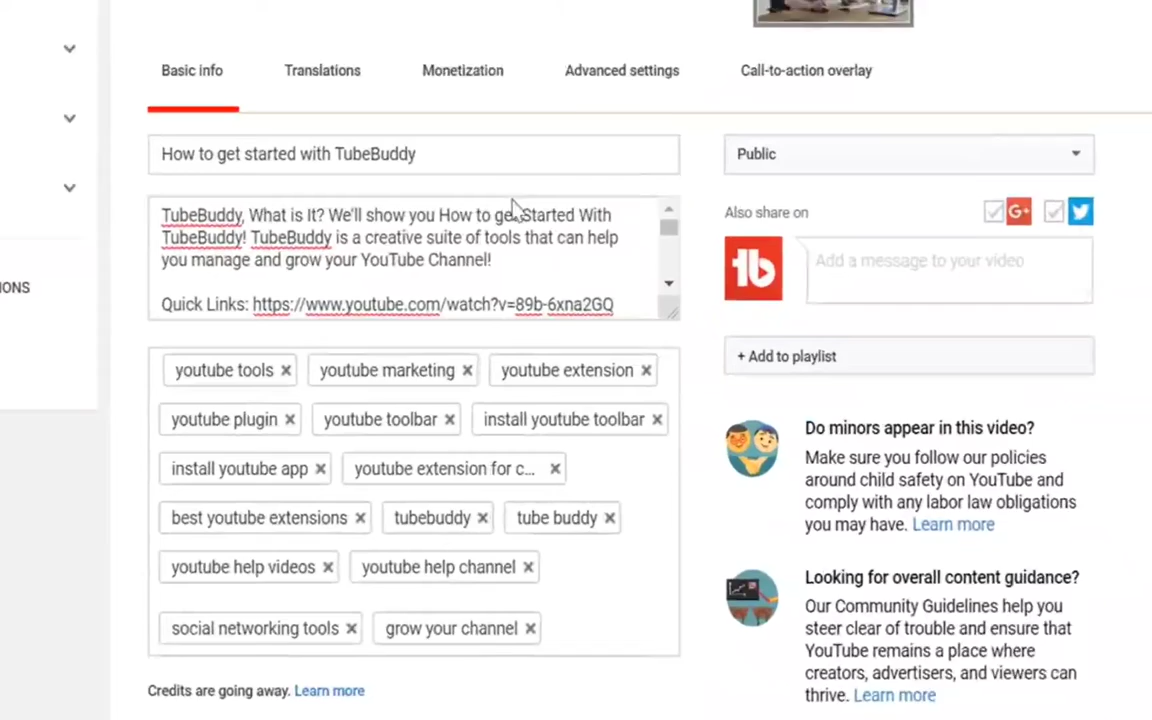 Basic info
Translations
Monetization
Advanced settings
Call-to-action overlay
How to get started with TubeBuddy
Public
TubeBuddy, What is It? We'll show you How to get Started With
TubeBuddy! TubeBuddy is a creative suite of tools that can help
you manage and grow your YouTube Channel!
Quick Links: https://www.youtube.com/watch?v=89b-6xna2GQ
Also share on
G+
tb
Add a message to your video
+ Add to playlist
IONS
youtube tools
youtube marketing
youtube extension
youtube plugin
youtube toolbar
install youtube toolbar
install youtube app
youtube extension for c...
best youtube extensions
tubebuddy
tube buddy
youtube help videos
youtube help channel
social networking tools
grow your channel
Credits are going away. Learn more
Do minors appear in this video?
Make sure you follow our policies
around child safety on YouTube and
comply with any labor law obligations
you may have. Learn more
Looking for overall content guidance?
Our Community Guidelines help you
steer clear of trouble and ensure that
YouTube remains a place where
creators, advertisers, and viewers can
thrive. Learn more